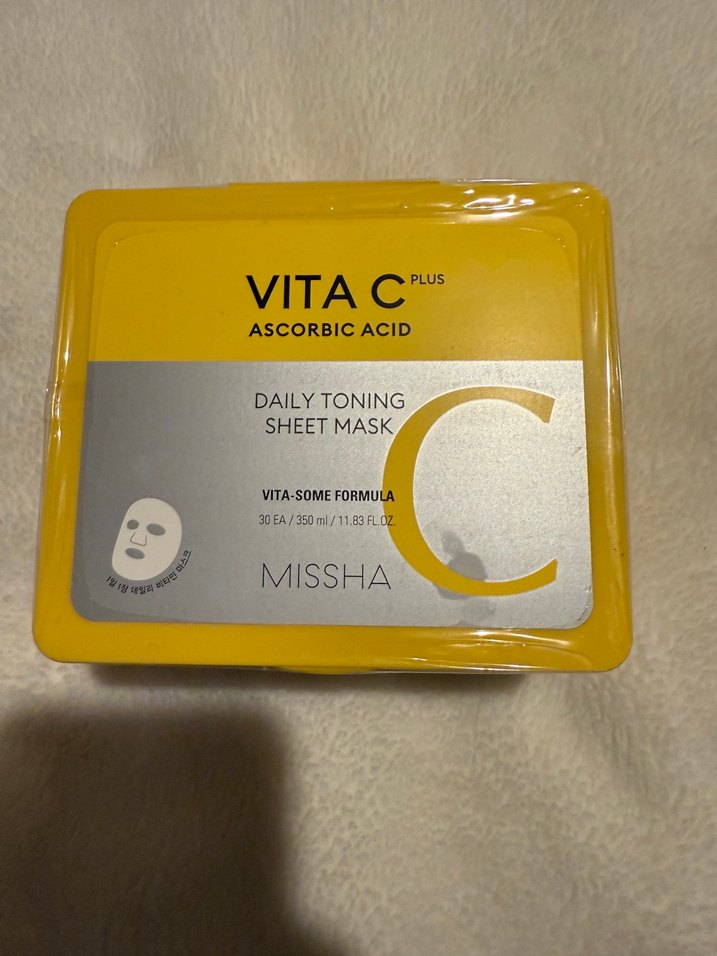 VITA C PLUS
ASCORBIC ACID
DAILY TONING
SHEET MASK
C
VITA-SOME FORMULA
30 EA / 350 ml / 11.83 FL.OZ.
MISSHA
1일 1장 데일리 비타민 마스크